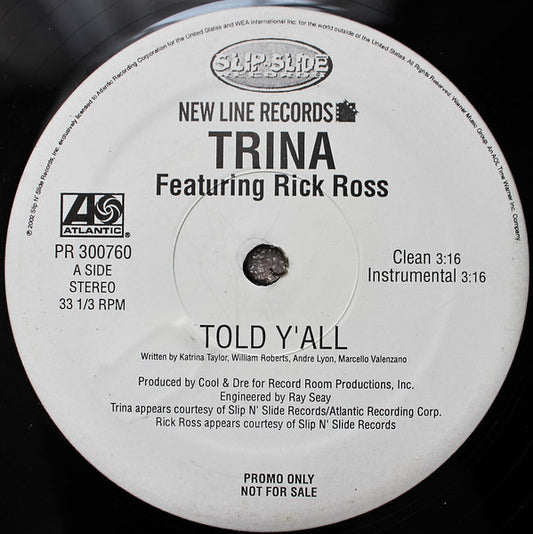 ℗ 2002 Slip N' Slide Records, Inc. exclusively licensed to Atlantic Recording Corporation for the United States and WEA International Inc. for the world outside of the United States. All Rights Reserved. Warner Music Group. An AOL Time Warner Inc. Company.
SLIP-N-SLIDE
RECORDS
NEW LINE RECORDS
TRINA
Featuring Rick Ross
ATLANTIC
PR 300760
A SIDE
STEREO
33 1/3 RPM
Clean 3:16
Instrumental 3:16
TOLD Y'ALL
Written by Katrina Taylor, William Roberts, Andre Lyon, Marcello Valenzano
Produced by Cool & Dre for Record Room Productions, Inc.
Engineered by Ray Seay
Trina appears courtesy of Slip N' Slide Records/Atlantic Recording Corp.
Rick Ross appears courtesy of Slip N' Slide Records
PROMO ONLY
NOT FOR SALE